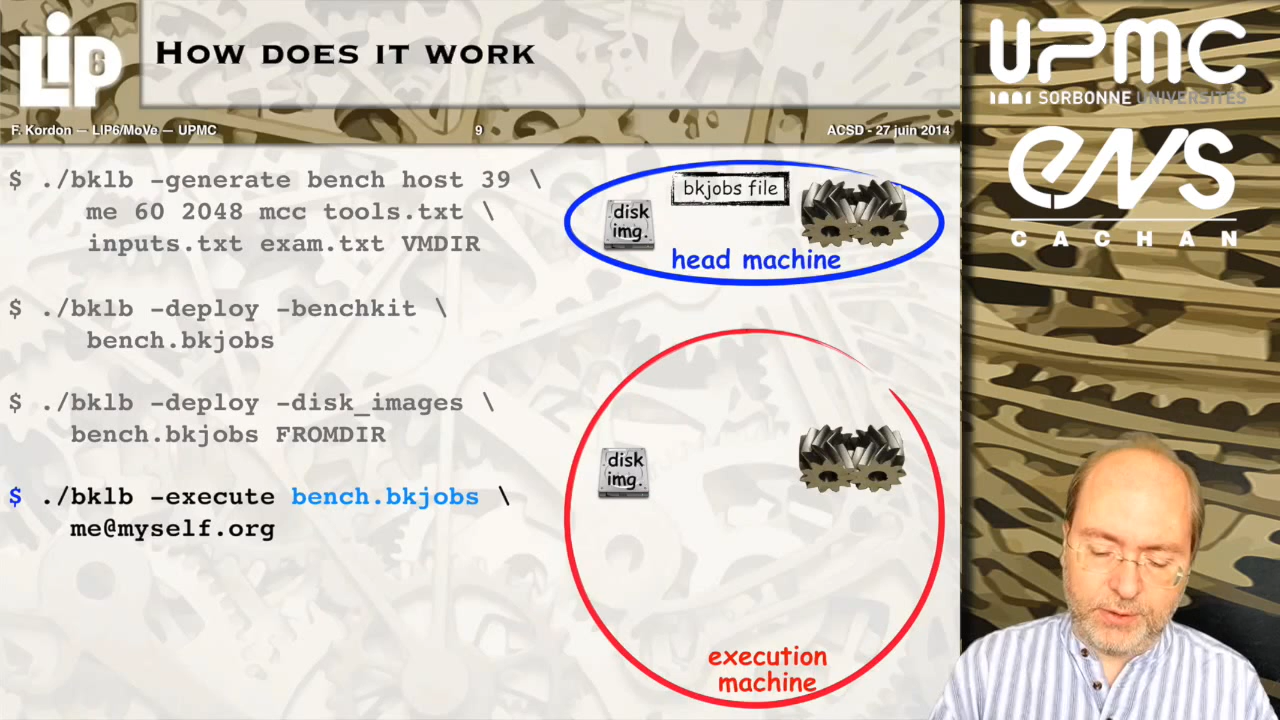 LIP6
HOW DOES IT WORK
F. Kordon — LIP6/MoVe — UPMC
9
ACSD - 27 juin 2014
$ ./bklb -generate bench host 39 \
me 60 2048 mcc tools.txt \
inputs.txt exam.txt VMDIR
$ ./bklb -deploy -benchkit \
bench.bkjobs
$ ./bklb -deploy -disk_images \
bench.bkjobs FROMDIR
$ ./bklb -execute bench.bkjobs \
me@myself.org
bkjobs file
disk
img.
head machine
disk
img.
execution
machine
UPMC
SORBONNE UNIVERSITES
ENS
CACHAN